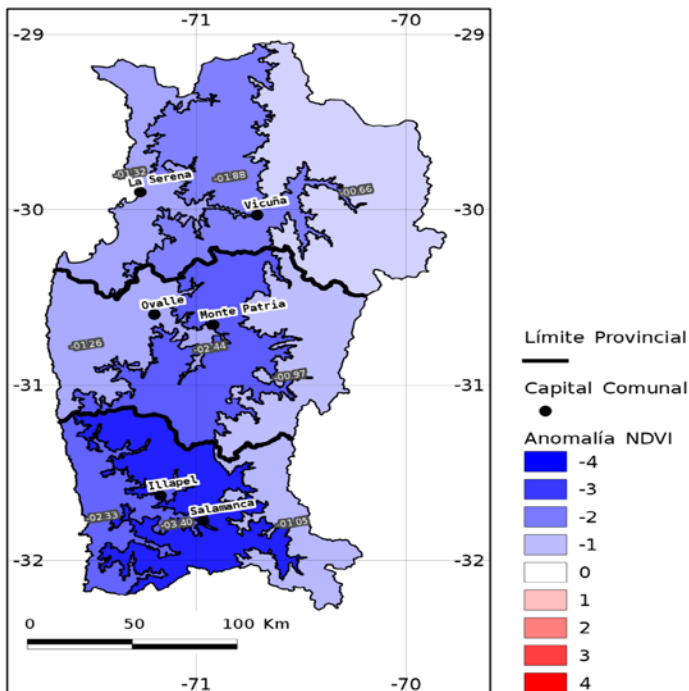 -71 -70
-29 -29
-01.32
La Serena
-01.88
-00.66
Vicuña
-30 -30
Ovalle
Monte Patria
-01.26
-02.44
-00.97
-31 -31
Illapel
Salamanca
-02.33
-03.40
-01.05
-32 -32
0 50 100 Km
-71 -70
Límite Provincial
Capital Comunal
Anomalía NDVI
-4
-3
-2
-1
0
1
2
3
4